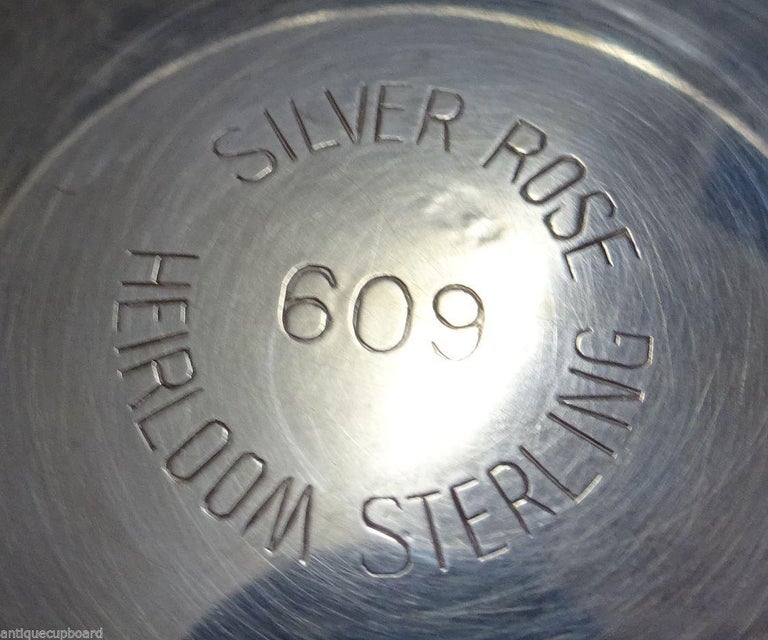 SILVER ROSE
609
HEIRLOOM STERLING
antiquecupboard